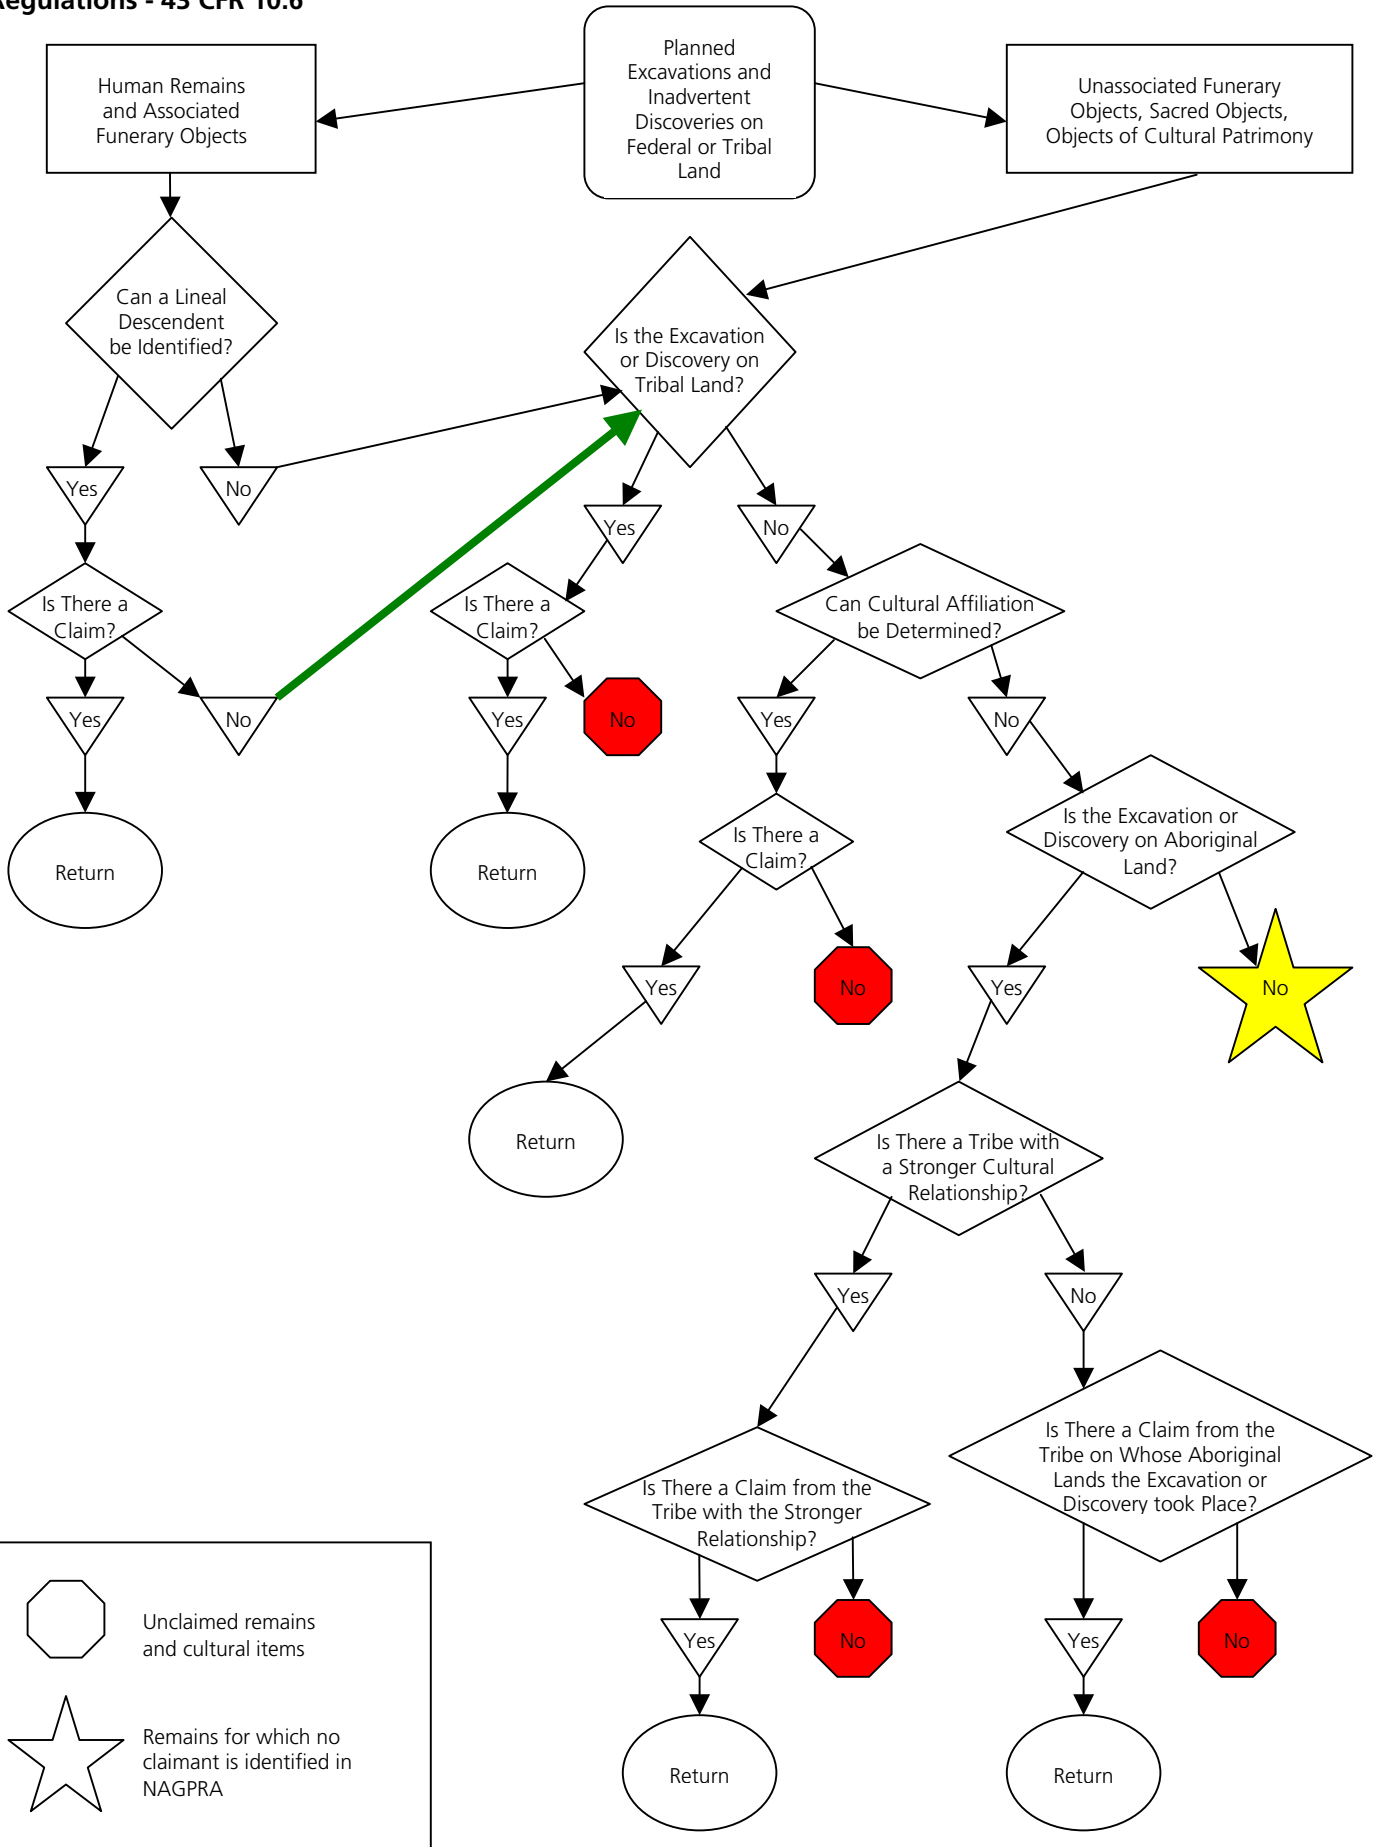 Regulations - 43 CFR 10.6
Planned
Excavations and
Inadvertent
Discoveries on
Federal or Tribal
Land
Human Remains
and Associated
Funerary Objects
Unassociated Funerary
Objects, Sacred Objects,
Objects of Cultural Patrimony
Can a Lineal
Descendent
be Identified?
Is the Excavation
or Discovery on
Tribal Land?
Yes
No
Yes
No
Is There a
Claim?
Is There a
Claim?
Can Cultural Affiliation
be Determined?
Yes
No
Yes
No
Yes
No
Is There a
Claim?
Is the Excavation or
Discovery on Aboriginal
Land?
Return
Return
Yes
No
Yes
No
Return
Is There a Tribe with
a Stronger Cultural
Relationship?
Yes
No
Is There a Claim from the
Tribe with the Stronger
Relationship?
Is There a Claim from the
Tribe on Whose Aboriginal
Lands the Excavation or
Discovery took Place?
Yes
No
Yes
No
Return
Return
Unclaimed remains
and cultural items
Remains for which no
claimant is identified in
NAGPRA